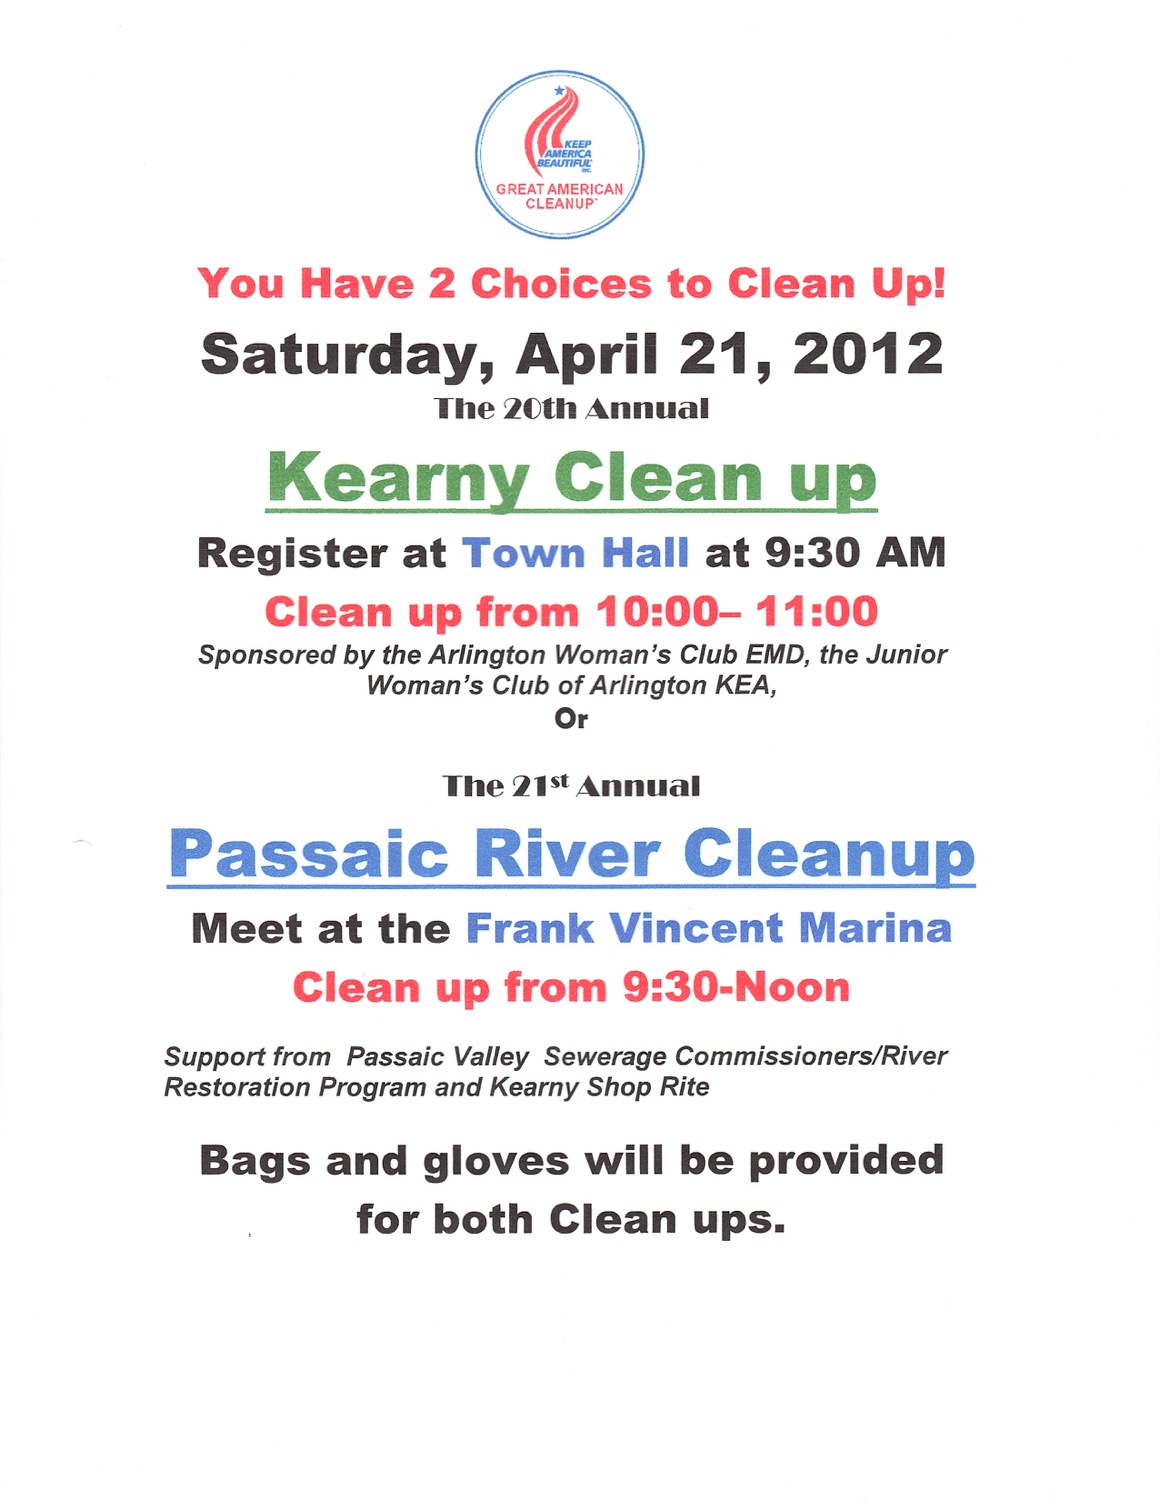 KEEP
AMERICA
BEAUTIFUL
INC.
GREAT AMERICAN
CLEANUP™
You Have 2 Choices to Clean Up!
Saturday, April 21, 2012
The 20th Annual
Kearny Clean up
Register at Town Hall at 9:30 AM
Clean up from 10:00– 11:00
Sponsored by the Arlington Woman's Club EMD, the Junior
Woman's Club of Arlington KEA,
Or
The 21st Annual
Passaic River Cleanup
Meet at the Frank Vincent Marina
Clean up from 9:30-Noon
Support from  Passaic Valley  Sewerage Commissioners/River
Restoration Program and Kearny Shop Rite
Bags and gloves will be provided
for both Clean ups.